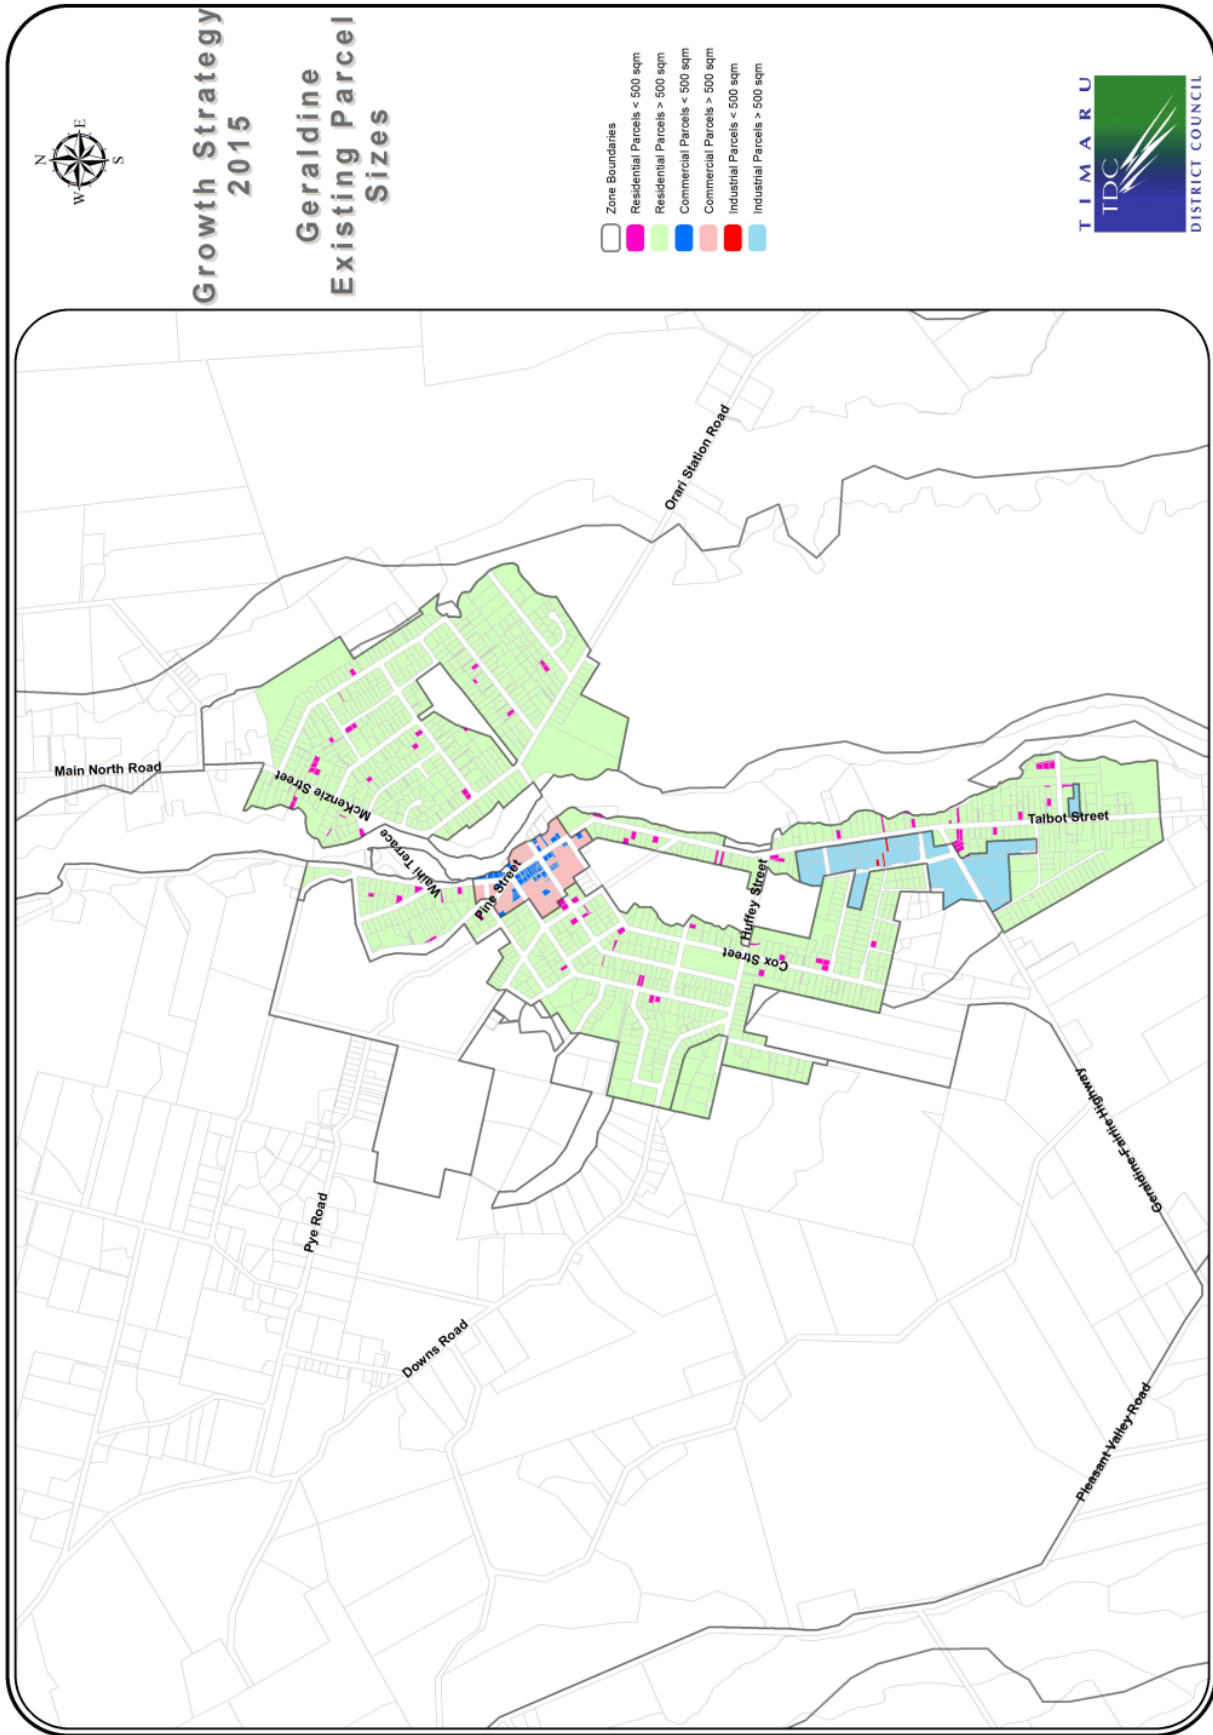 N
W
E
S
Growth Strategy
2015
Geraldine
Existing Parcel
Sizes
Zone Boundaries
Residential Parcels < 500 sqm
Residential Parcels > 500 sqm
Commercial Parcels < 500 sqm
Commercial Parcels > 500 sqm
Industrial Parcels < 500 sqm
Industrial Parcels > 500 sqm
TIMARU
TDC
DISTRICT COUNCIL
Main North Road
McKenzie Street
Waihi Terrace
Pine Street
Orari Station Road
Huffey Street
Cox Street
Talbot Street
Pye Road
Downs Road
Geraldine-Fairlie Highway
Pleasant Valley Road